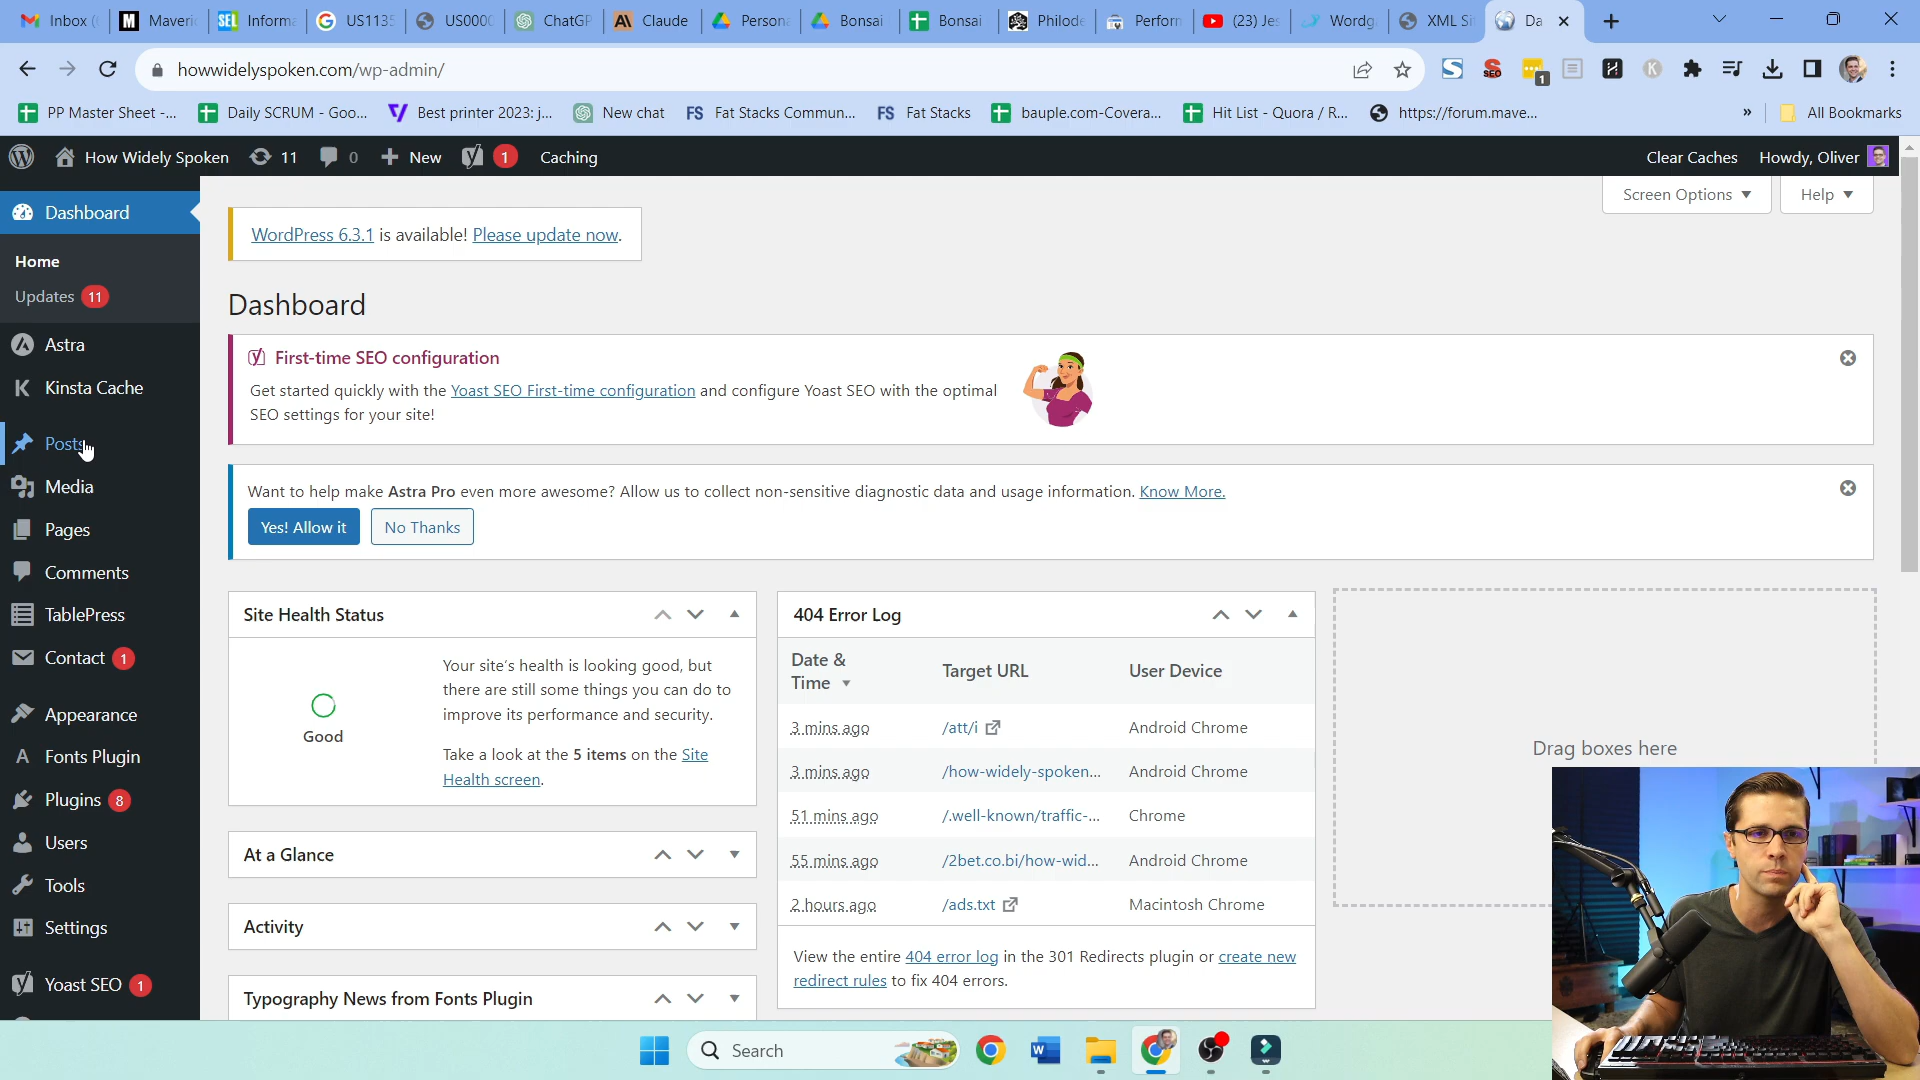 Inbox (
Maveric
Informa
US1135
US000(
ChatGP
Claude
Persona
Bonsai
Bonsai
Philode
Perform
(23) Jes
Wordga
XML Si
Da
howwidelyspoken.com/wp-admin/
1
PP Master Sheet -...
Daily SCRUM - Goo...
Best printer 2023: j...
New chat
FS Fat Stacks Commun...
FS Fat Stacks
bauple.com-Covera...
Hit List - Quora / R...
https://forum.mave...
»
All Bookmarks
How Widely Spoken
11
0
New
1
Caching
Clear Caches
Howdy, Oliver
Screen Options
Help
Dashboard
Home
Updates 11
Astra
Kinsta Cache
Posts
Media
Pages
Comments
TablePress
Contact 1
Appearance
Fonts Plugin
Plugins 8
Users
Tools
Settings
Yoast SEO 1
WordPress 6.3.1 is available! Please update now.
Dashboard
First-time SEO configuration
Get started quickly with the Yoast SEO First-time configuration and configure Yoast SEO with the optimal
SEO settings for your site!
Want to help make Astra Pro even more awesome? Allow us to collect non-sensitive diagnostic data and usage information. Know More.
Yes! Allow it
No Thanks
Site Health Status
Good
Your site's health is looking good, but
there are still some things you can do to
improve its performance and security.
Take a look at the 5 items on the Site
Health screen.
At a Glance
Activity
Typography News from Fonts Plugin
404 Error Log
Date &
Time
Target URL
User Device
3 mins ago /att/i Android Chrome
3 mins ago /how-widely-spoken... Android Chrome
51 mins ago /.well-known/traffic-... Chrome
55 mins ago /2bet.co.bi/how-wid... Android Chrome
2 hours ago /ads.txt Macintosh Chrome
View the entire 404 error log in the 301 Redirects plugin or create new
redirect rules to fix 404 errors.
Drag boxes here
Search